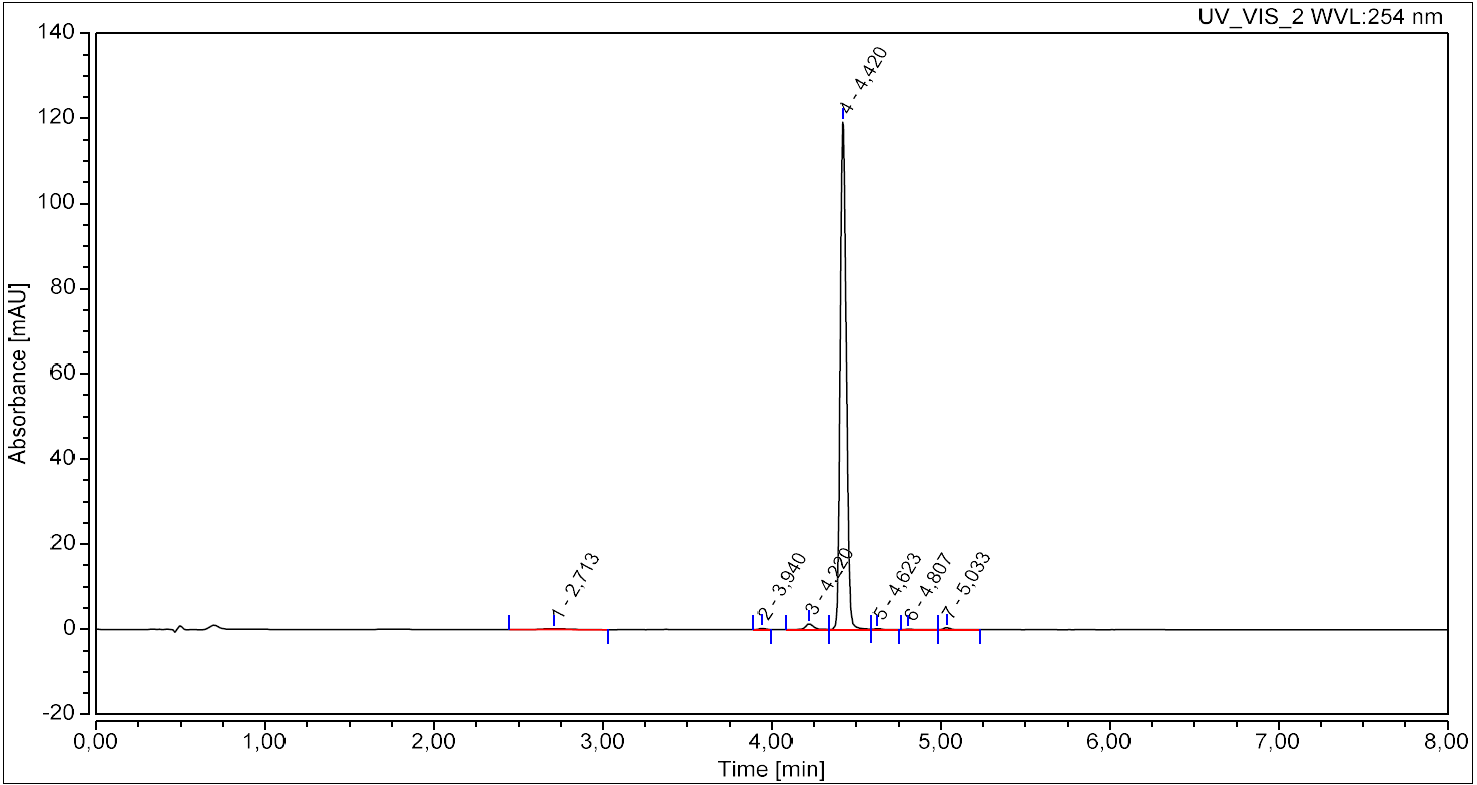 UV_VIS_2 WVL:254 nm
140
120
100
80
60
40
20
0
-20
Absorbance [mAU]
1 - 2,713
2 - 3,940
3 - 4,220
4 - 4,420
5 - 4,623
6 - 4,807
7 - 5,033
0,00 1,00 2,00 3,00 4,00 5,00 6,00 7,00 8,00
Time [min]